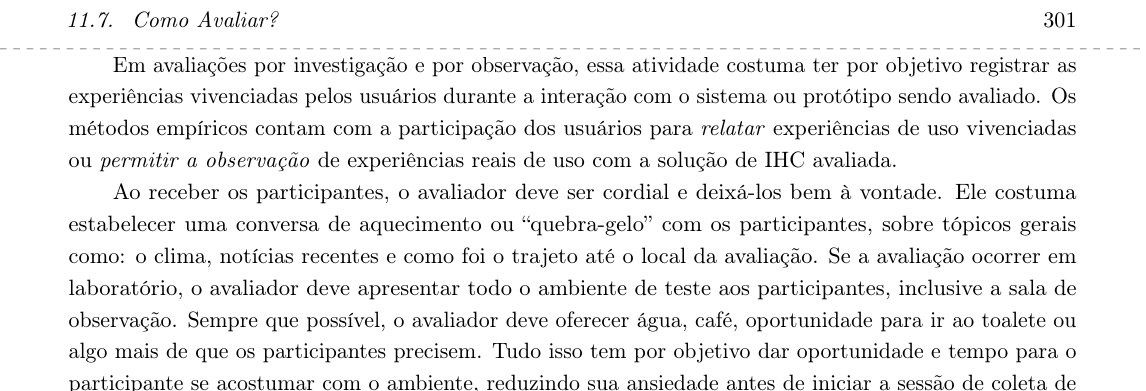 11.7. Como Avaliar? 301
Em avaliações por investigação e por observação, essa atividade costuma ter por objetivo registrar as
experiências vivenciadas pelos usuários durante a interação com o sistema ou protótipo sendo avaliado. Os
métodos empíricos contam com a participação dos usuários para relatar experiências de uso vivenciadas
ou permitir a observação de experiências reais de uso com a solução de IHC avaliada.
Ao receber os participantes, o avaliador deve ser cordial e deixá-los bem à vontade. Ele costuma
estabelecer uma conversa de aquecimento ou “quebra-gelo” com os participantes, sobre tópicos gerais
como: o clima, notícias recentes e como foi o trajeto até o local da avaliação. Se a avaliação ocorrer em
laboratório, o avaliador deve apresentar todo o ambiente de teste aos participantes, inclusive a sala de
observação. Sempre que possível, o avaliador deve oferecer água, café, oportunidade para ir ao toalete ou
algo mais de que os participantes precisem. Tudo isso tem por objetivo dar oportunidade e tempo para o
participante se acostumar com o ambiente, reduzindo sua ansiedade antes de iniciar a sessão de coleta de